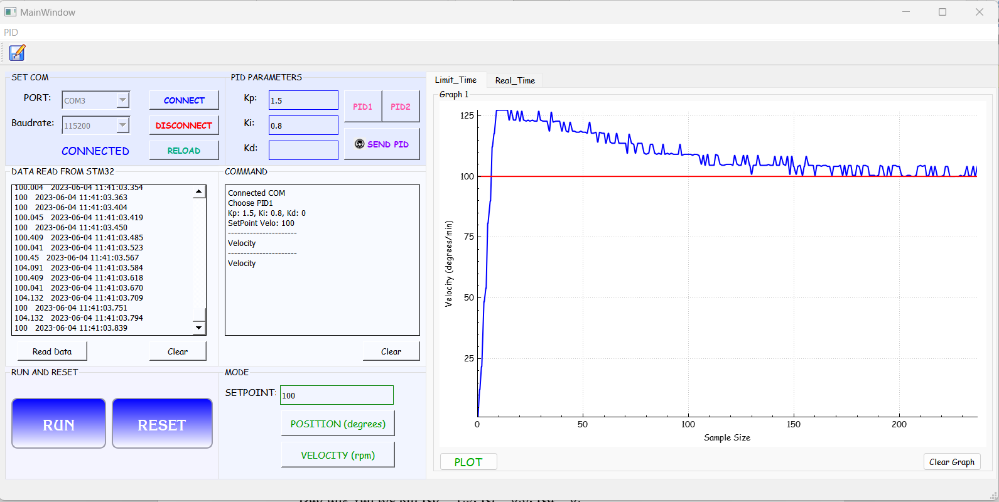 MainWindow
PID
SET COM
PORT:
COM3
CONNECT
Baudrate:
115200
DISCONNECT
CONNECTED
RELOAD
PID PARAMETERS
Kp:
1.5
PID1
PID2
Ki:
0.8
SEND PID
Kd:
DATA READ FROM STM32
100.004 2023-06-04 11:41:03.354
100 2023-06-04 11:41:03.363
100 2023-06-04 11:41:03.404
100.045 2023-06-04 11:41:03.419
100 2023-06-04 11:41:03.450
100.409 2023-06-04 11:41:03.485
100.041 2023-06-04 11:41:03.523
100.45 2023-06-04 11:41:03.567
104.091 2023-06-04 11:41:03.584
100.409 2023-06-04 11:41:03.618
100.041 2023-06-04 11:41:03.670
104.132 2023-06-04 11:41:03.709
100 2023-06-04 11:41:03.751
104.132 2023-06-04 11:41:03.794
100 2023-06-04 11:41:03.839
Read Data
Clear
COMMAND
Connected COM
Choose PID1
Kp: 1.5, Ki: 0.8, Kd: 0
SetPoint Velo: 100
----------------------
Velocity
----------------------
Velocity
Clear
RUN AND RESET
RUN
RESET
MODE
SETPOINT:
100
POSITION (degrees)
VELOCITY (rpm)
Limit_Time
Real_Time
Graph 1
125
100
75
50
25
Velocity (degrees/min)
0
50
100
150
200
Sample Size
PLOT
Clear Graph